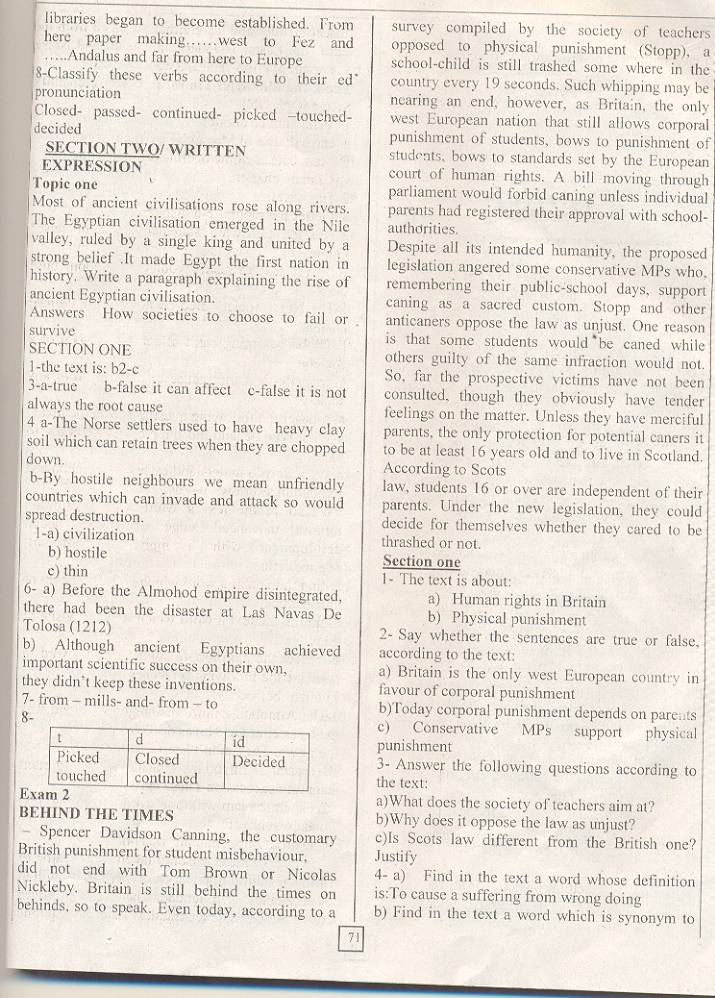 libraries began to become established. From
here paper making......west to Fez and
.....Andalus and far from here to Europe
8-Classify these verbs according to their ed"
pronunciation
Closed- passed- continued- picked –touched-
decided
SECTION TWO/ WRITTEN
EXPRESSION
Topic one
Most of ancient civilisations rose along rivers.
The Egyptian civilisation emerged in the Nile
valley, ruled by a single king and united by a
strong belief .It made Egypt the first nation in
history. Write a paragraph explaining the rise of
ancient Egyptian civilisation.
Answers How societies to choose to fail or
survive
SECTION ONE
1-the text is: b2-c
3-a-true b-false it can affect c-false it is not
always the root cause
4 a-The Norse settlers used to have heavy clay
soil which can retain trees when they are chopped
down.
b-By hostile neighbours we mean unfriendly
countries which can invade and attack so would
spread destruction.
1-a) civilization
b) hostile
c) thin
6- a) Before the Almohod empire disintegrated,
there had been the disaster at Las Navas De
Tolosa (1212)
b) Although ancient Egyptians achieved
important scientific success on their own,
they didn't keep these inventions.
7- from – mills- and- from – to
8-
t d id
Picked Closed Decided
touched continued
Exam 2
BEHIND THE TIMES
– Spencer Davidson Canning, the customary
British punishment for student misbehaviour,
did not end with Tom Brown or Nicolas
Nickleby. Britain is still behind the times on
behinds, so to speak. Even today, according to a
survey compiled by the society of teachers
opposed to physical punishment (Stopp), a
school-child is still trashed some where in the
country every 19 seconds. Such whipping may be
nearing an end, however, as Britain, the only
west European nation that still allows corporal
punishment of students, bows to punishment of
students, bows to standards set by the European
court of human rights. A bill moving through
parliament would forbid caning unless individual
parents had registered their approval with school-
authorities.
Despite all its intended humanity, the proposed
legislation angered some conservative MPs who,
remembering their public-school days, support
caning as a sacred custom. Stopp and other
anticaners oppose the law as unjust. One reason
is that some students would be caned while
others guilty of the same infraction would not.
So, far the prospective victims have not been
consulted, though they obviously have tender
feelings on the matter. Unless they have merciful
parents, the only protection for potential caners it
to be at least 16 years old and to live in Scotland.
According to Scots
law, students 16 or over are independent of their
parents. Under the new legislation, they could
decide for themselves whether they cared to be
thrashed or not.
Section one
1- The text is about:
a) Human rights in Britain
b) Physical punishment
2- Say whether the sentences are true or false,
according to the text:
a) Britain is the only west European country in
favour of corporal punishment
b)Today corporal punishment depends on parents
c) Conservative MPs support physical
punishment
3- Answer the following questions according to
the text:
a)What does the society of teachers aim at?
b)Why does it oppose the law as unjust?
c)Is Scots law different from the British one?
Justify
4- a) Find in the text a word whose definition
is:To cause a suffering from wrong doing
b) Find in the text a word which is synonym to
71